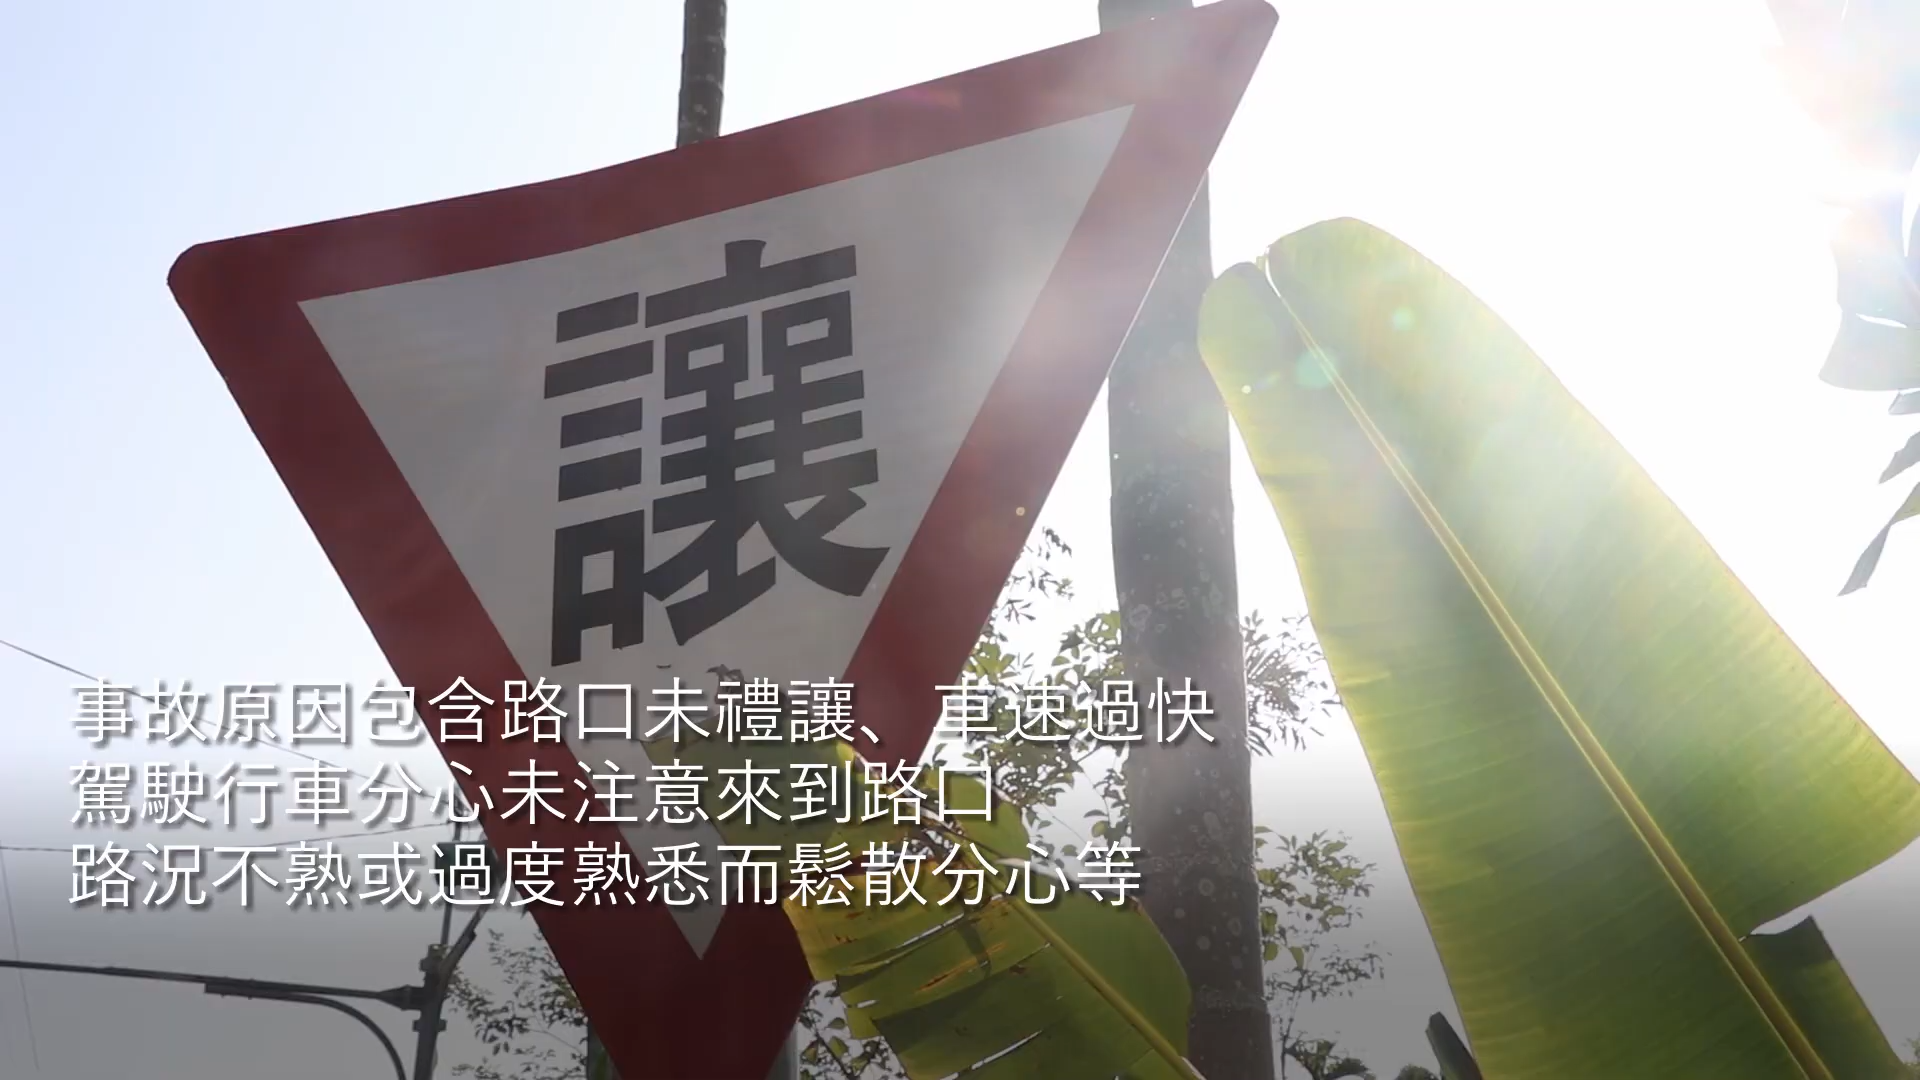 讓
事故原因包含路口未禮讓、車速過快
駕駛行車分心未注意來到路口
路況不熟或過度熟悉而鬆散分心等